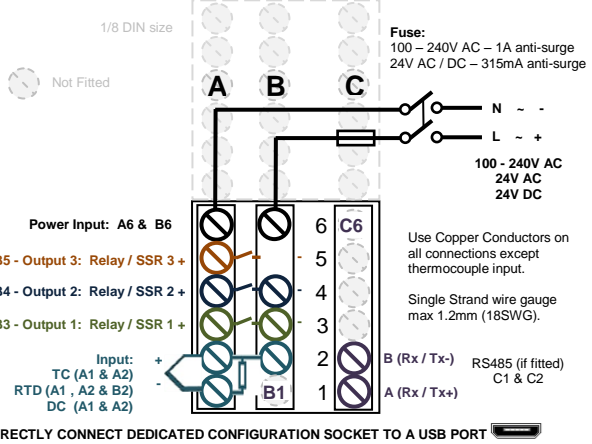 1/8 DIN size
Not Fitted
A B C
Fuse:
100 – 240V AC – 1A anti-surge
24V AC / DC – 315mA anti-surge
N ~ -
L ~ +
100 - 240V AC
24V AC
24V DC
Power Input: A6 & B6
6 C6
B5 - Output 3: Relay / SSR 3 + - 5
B4 - Output 2: Relay / SSR 2 + - 4
B3 - Output 1: Relay / SSR 1 + - 3
Use Copper Conductors on
all connections except
thermocouple input.
Single Strand wire gauge
max 1.2mm (18SWG).
Input: +
TC (A1 & A2)
RTD (A1 , A2 & B2) -
DC (A1 & A2)
2 B (Rx / Tx-)
B1 1 A (Rx / Tx+)
RS485 (if fitted)
C1 & C2
RECTLY CONNECT DEDICATED CONFIGURATION SOCKET TO A USB PORT